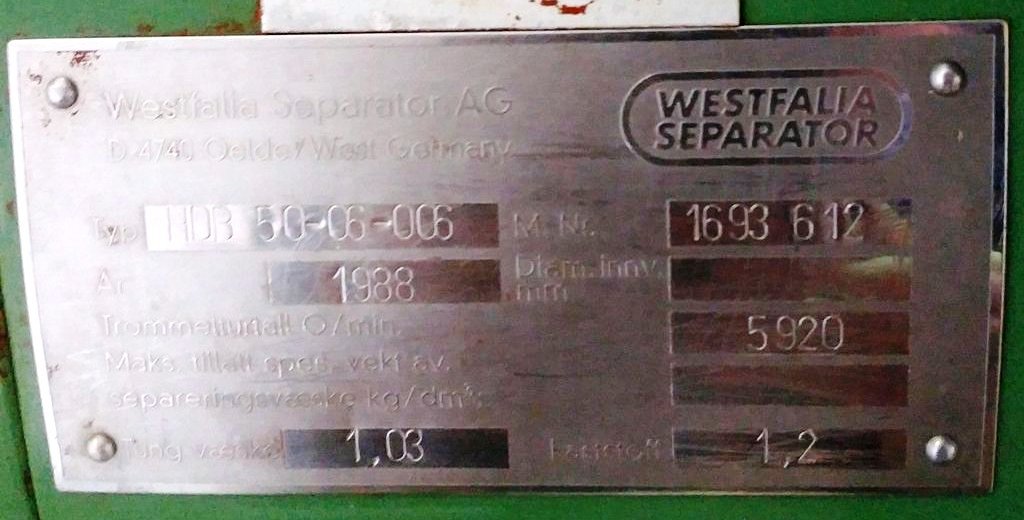 Westfalia Separator AG
D 4740 Oelde / West Germany
WESTFALIA
SEPARATOR
Typ HDB 50-06-006 M. Nr. 1693 612
År 1988 Diam. innv.
mm
Trommelturtall O/min. 5920
Maks. tillatt spes. vekt av
separeringsvæske kg/dm³:
Tung væske 1,03 Faststoff 1,2